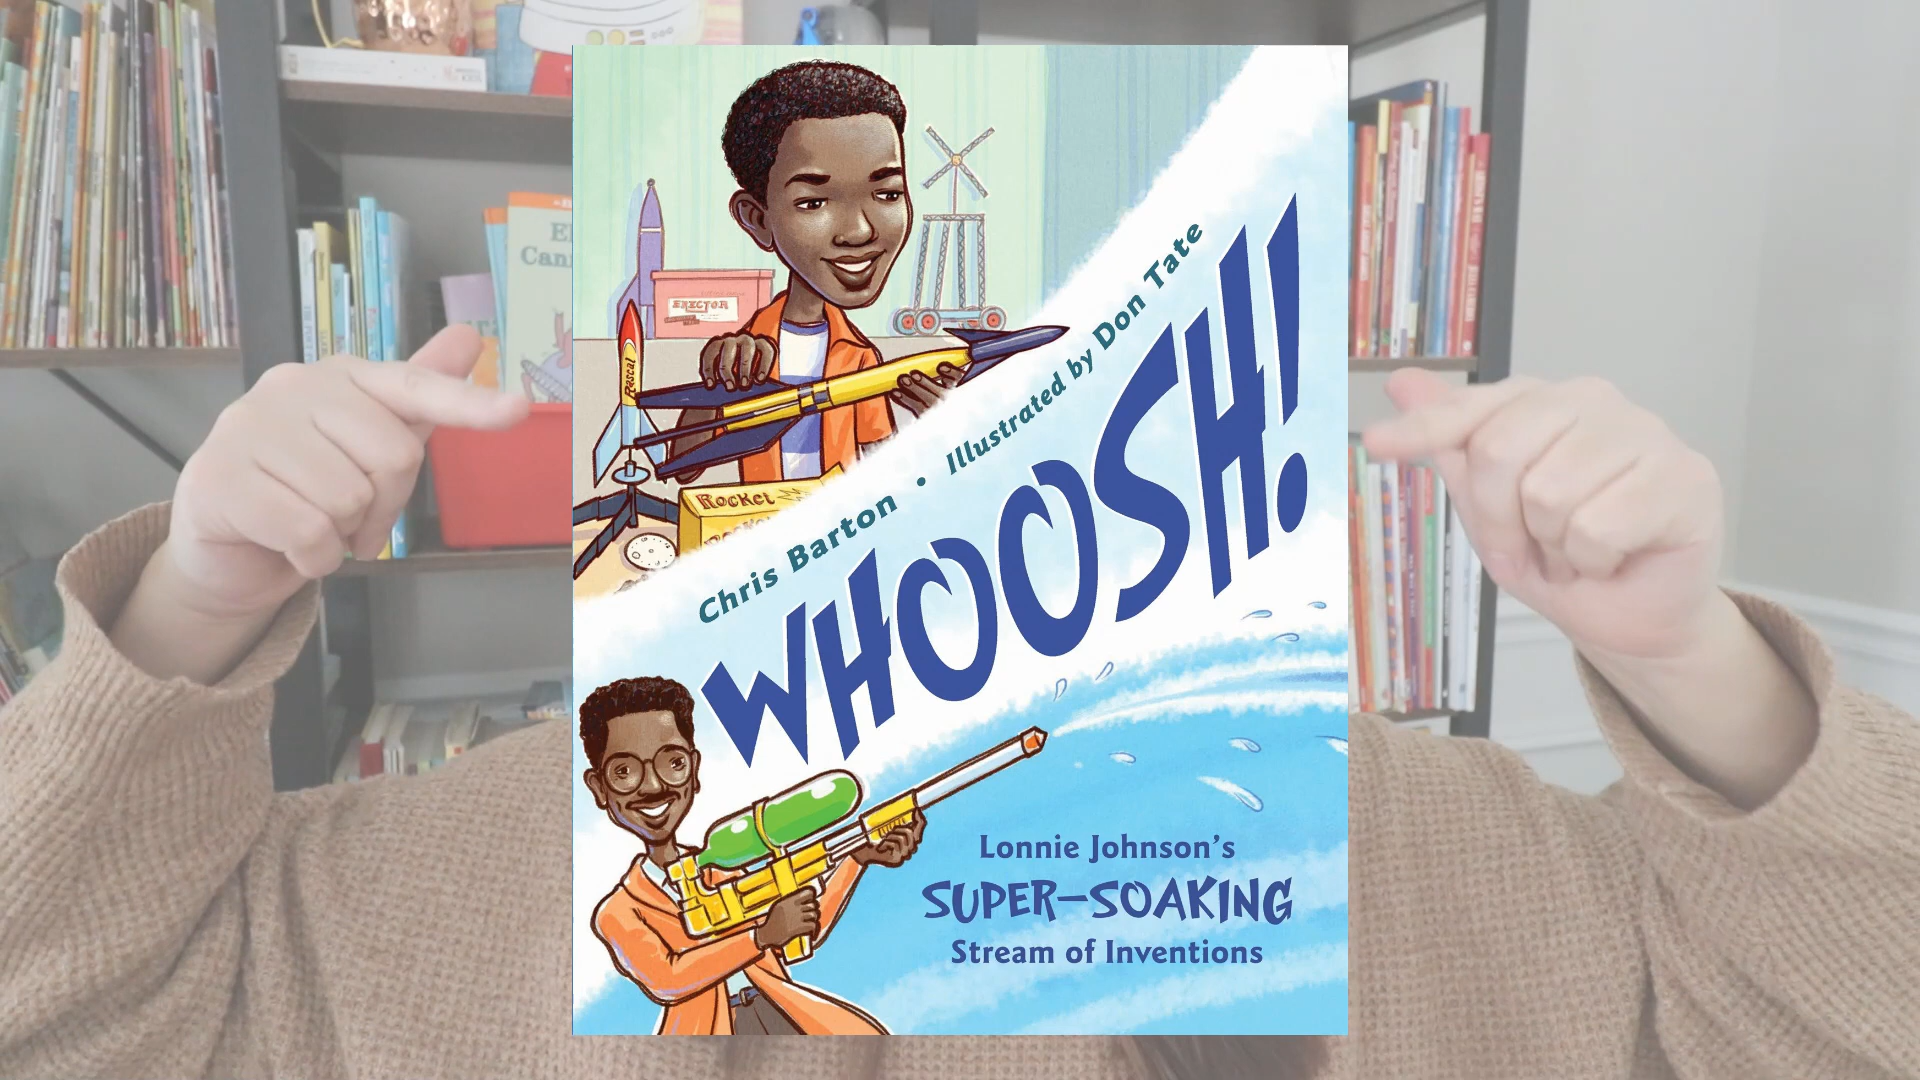 Chris Barton • Illustrated by Don Tate
WHOOSH!
Lonnie Johnson's
SUPER-SOAKING
Stream of Inventions
ERECTOR
Rascal
ROCKET